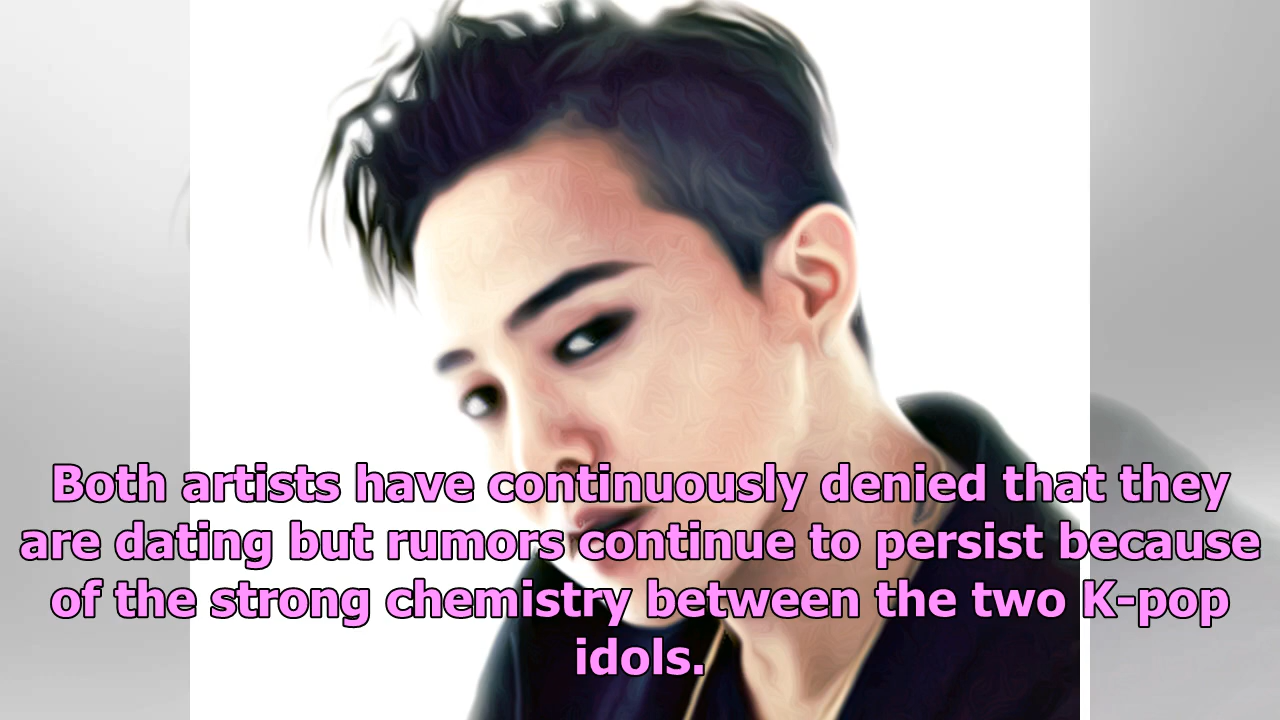 Both artists have continuously denied that they
are dating but rumors continue to persist because
of the strong chemistry between the two K-pop
idols.